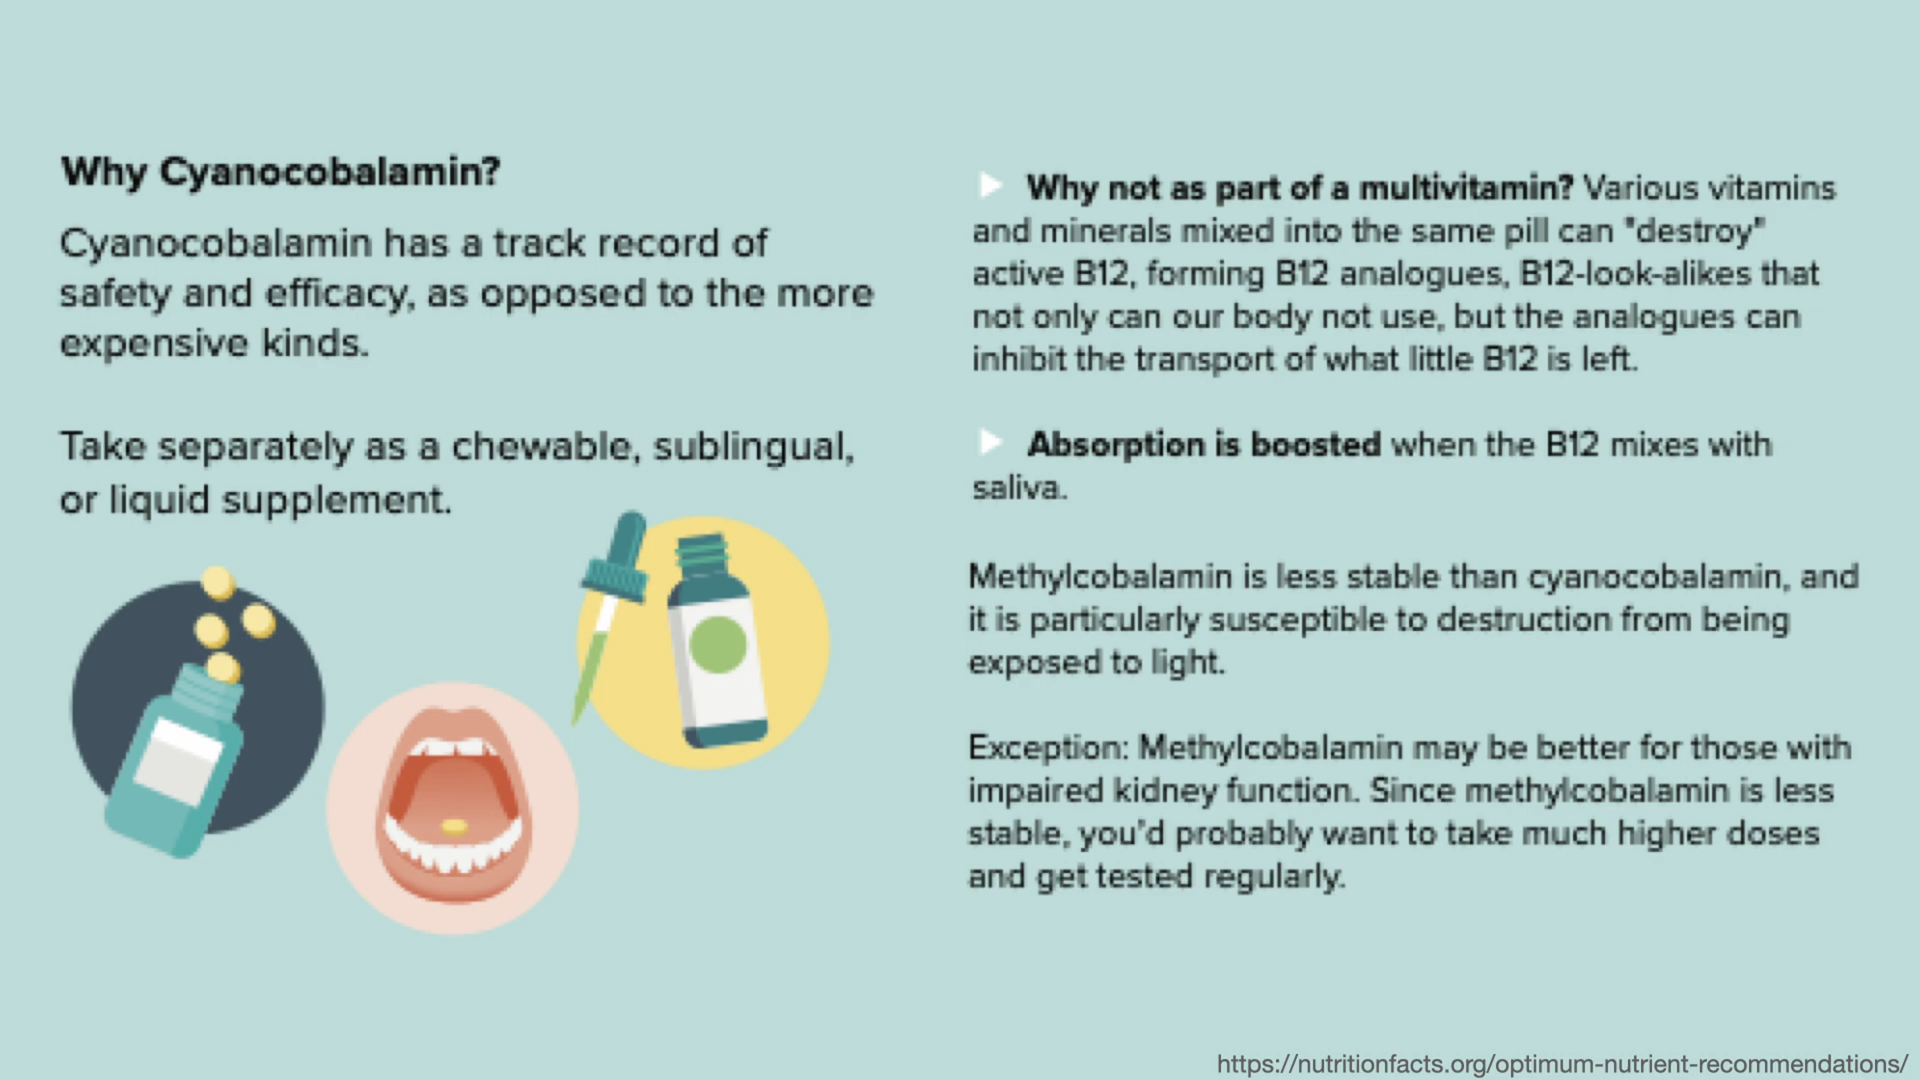 Why Cyanocobalamin?
Cyanocobalamin has a track record of
safety and efficacy, as opposed to the more
expensive kinds.
Take separately as a chewable, sublingual,
or liquid supplement.
Why not as part of a multivitamin? Various vitamins
and minerals mixed into the same pill can "destroy"
active B12, forming B12 analogues, B12-look-alikes that
not only can our body not use, but the analogues can
inhibit the transport of what little B12 is left.
Absorption is boosted when the B12 mixes with
saliva.
Methylcobalamin is less stable than cyanocobalamin, and
it is particularly susceptible to destruction from being
exposed to light.
Exception: Methylcobalamin may be better for those with
impaired kidney function. Since methylcobalamin is less
stable, you'd probably want to take much higher doses
and get tested regularly.
https://nutritionfacts.org/optimum-nutrient-recommendations/